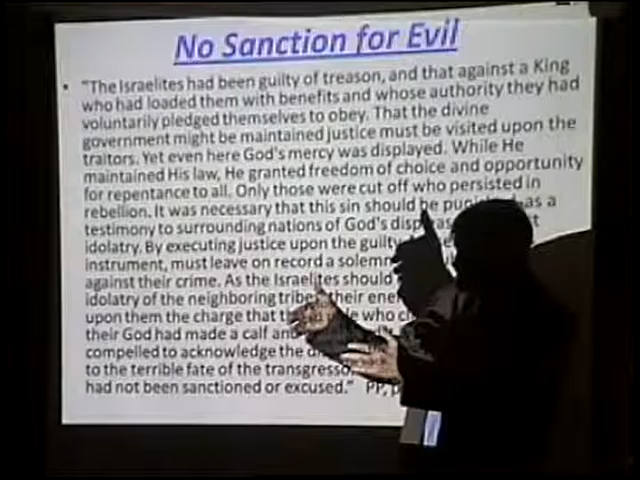 No Sanction for Evil
• "The Israelites had been guilty of treason, and that against a King
who had loaded them with benefits and whose authority they had
voluntarily pledged themselves to obey. That the divine
government might be maintained justice must be visited upon the
traitors. Yet even here God's mercy was displayed. While He
maintained His law, He granted freedom of choice and opportunity
for repentance to all. Only those were cut off who persisted in
rebellion. It was necessary that this sin should be as a
testimony to surrounding nations of God's
idolatry. By executing justice upon the guilty
instrument, must leave on record a solemn
against their crime. As the Israelites should
idolatry of the neighboring their
upon them the charge that who
their God had made a calf and
compelled to acknowledge the
to the terrible fate of the
had not been sanctioned or excused." PP,